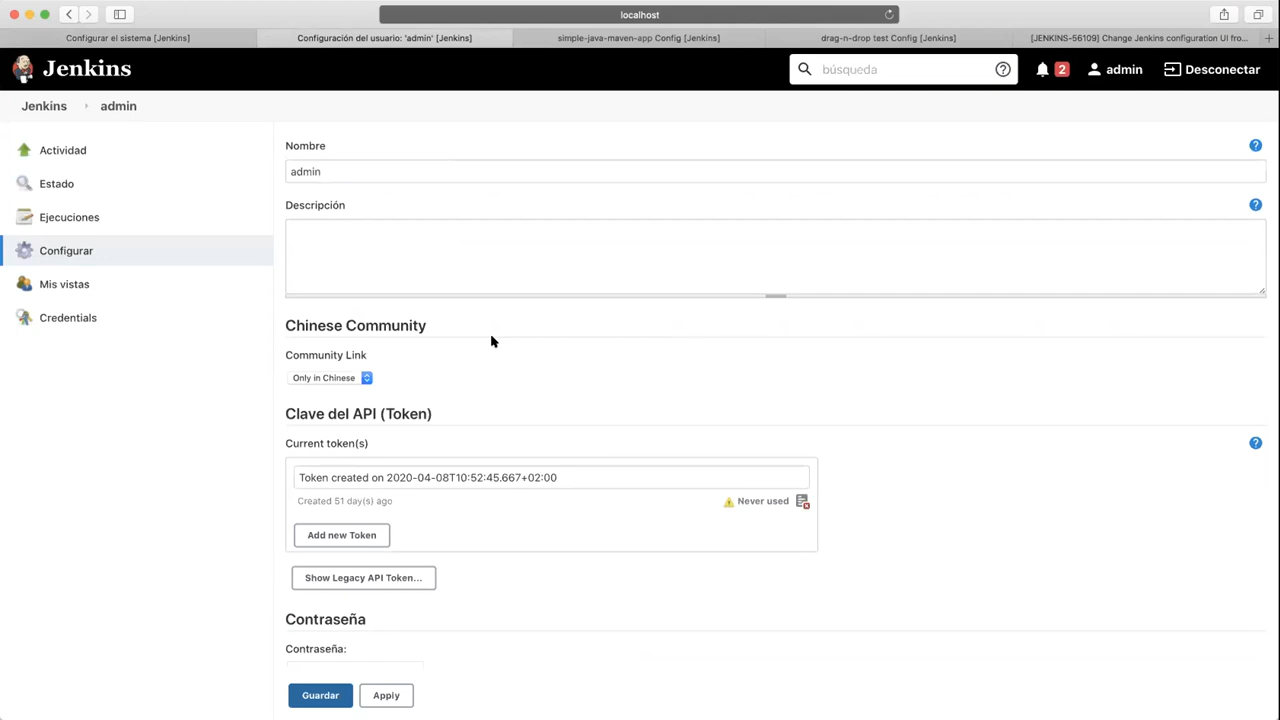 localhost
Configurar el sistema [Jenkins]
Configuración del usuario: 'admin' [Jenkins]
simple-java-maven-app Config [Jenkins]
drag-n-drop test Config [Jenkins]
[JENKINS-56109] Change Jenkins configuration UI fro...
Jenkins
búsqueda
2
admin
Desconectar
Jenkins
admin
Actividad
Estado
Ejecuciones
Configurar
Mis vistas
Credentials
Nombre
admin
Descripción
Chinese Community
Community Link
Only in Chinese
Clave del API (Token)
Current token(s)
Token created on 2020-04-08T10:52:45.667+02:00
Created 51 day(s) ago
Never used
Add new Token
Show Legacy API Token...
Contraseña
Contraseña:
Guardar
Apply